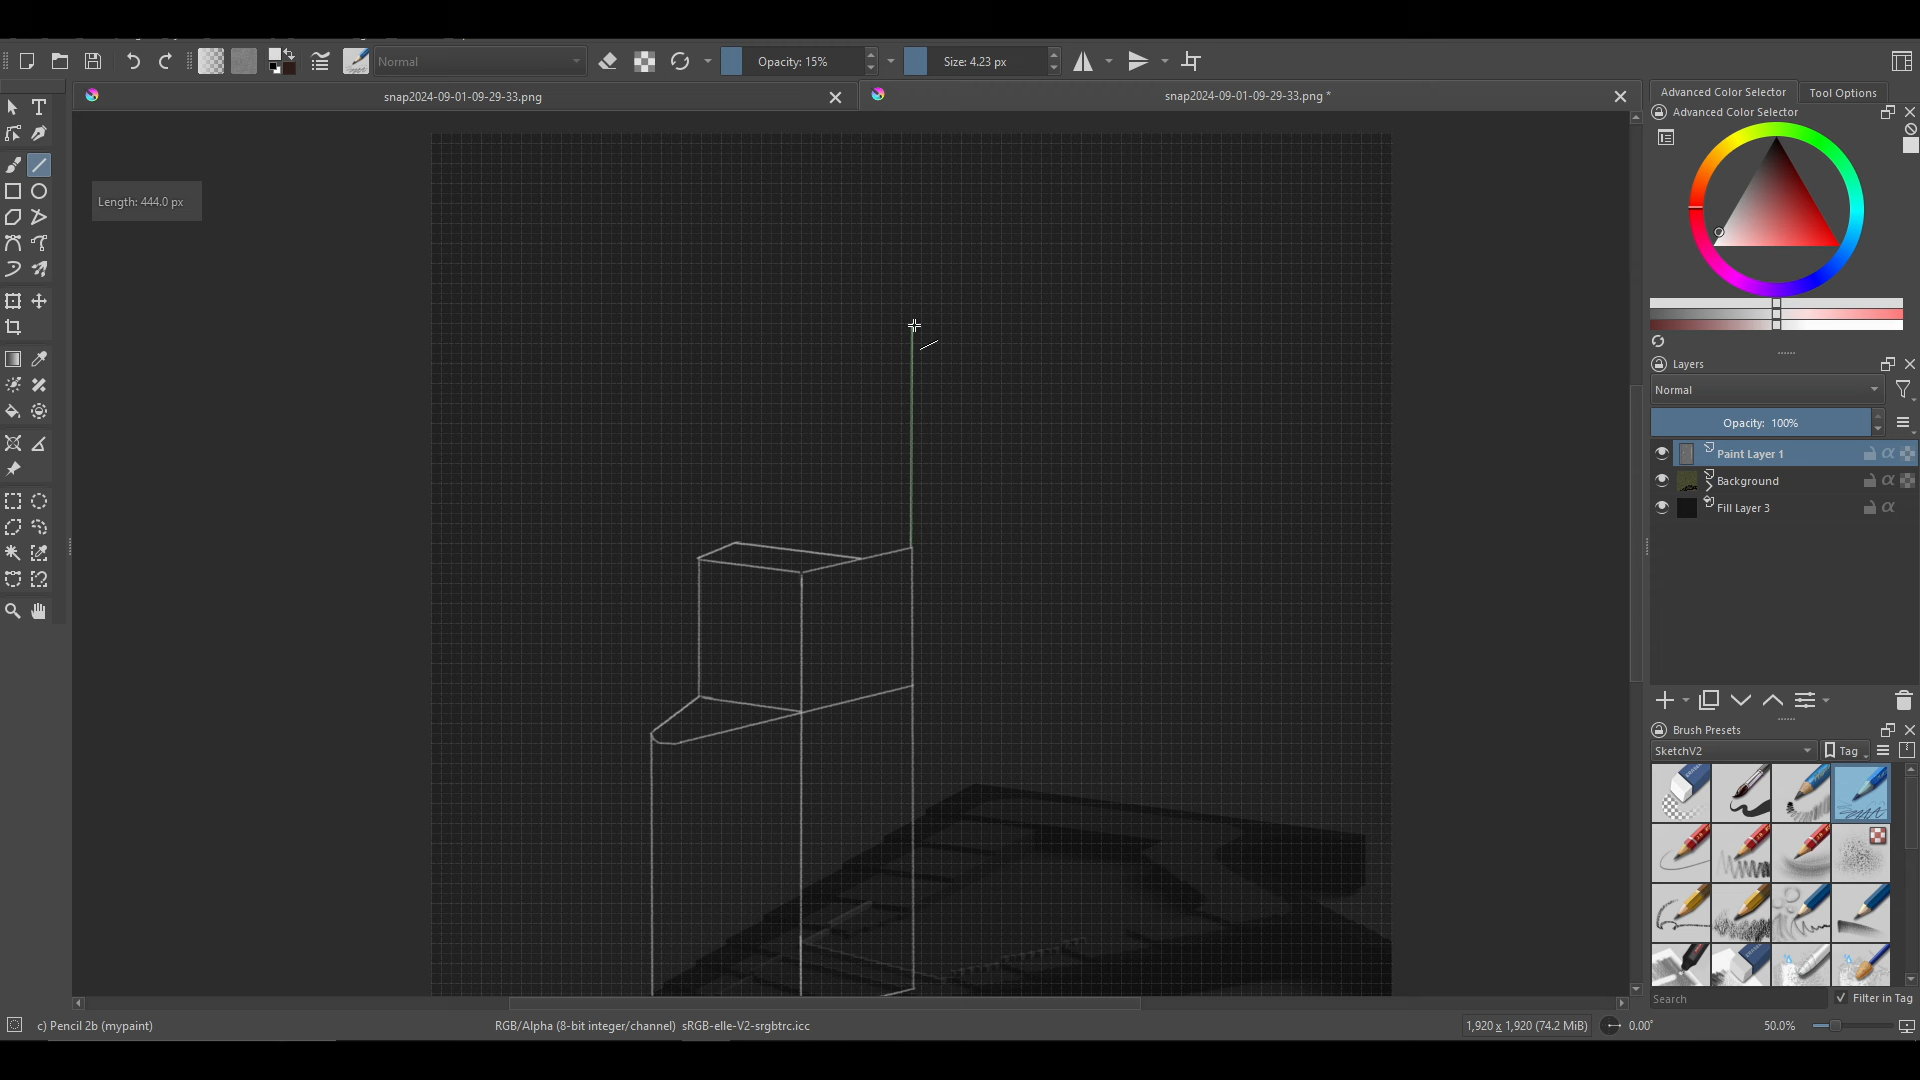 Normal
Opacity: 15%
Size: 4.23 px
snap2024-09-01-09-29-33.png
snap2024-09-01-09-29-33.png *
Advanced Color Selector
Tool Options
Advanced Color Selector
Length: 444.0 px
Layers
Normal
Opacity: 100%
Paint Layer 1
Background
Fill Layer 3
Brush Presets
SketchV2
Tag
Search
Filter in Tag
c) Pencil 2b (mypaint)
RGB/Alpha (8-bit integer/channel) sRGB-elle-V2-srgbtrc.icc
1,920 x 1,920 (74.2 MiB)
0.00°
50.0%